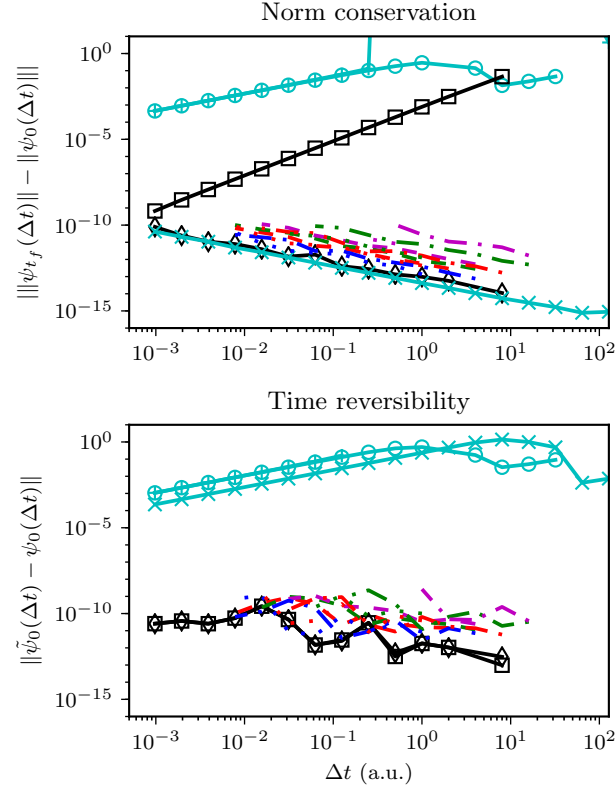 Norm conservation
|‖ψ_{t_f}(Δt)‖ − ‖ψ_0(Δt)‖|
10^0
10^{−5}
10^{−10}
10^{−15}
10^{−3} 10^{−2} 10^{−1} 10^0 10^1 10^2
Time reversibility
‖ψ̃_0(Δt) − ψ_0(Δt)‖
10^0
10^{−5}
10^{−10}
10^{−15}
10^{−3} 10^{−2} 10^{−1} 10^0 10^1 10^2
Δt (a.u.)